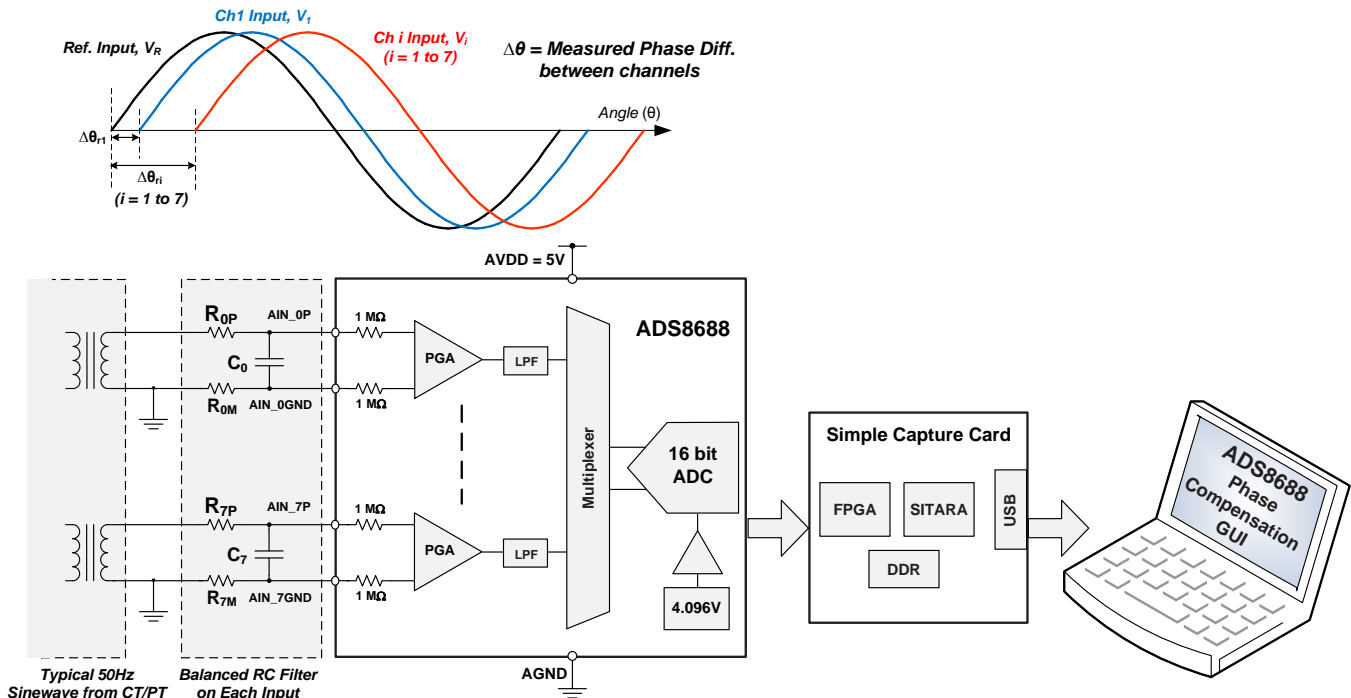 Ch1 Input, V1
Ref. Input, VR
Ch i Input, Vi
(i = 1 to 7)
Δθ = Measured Phase Diff.
between channels
Angle (θ)
Δθr1
Δθri
(i = 1 to 7)
AVDD = 5V
R0P
AIN_0P
1 MΩ
ADS8688
C0
PGA
LPF
R0M
AIN_0GND
1 MΩ
Multiplexer
16 bit
ADC
R7P
AIN_7P
1 MΩ
C7
PGA
LPF
R7M
AIN_7GND
1 MΩ
4.096V
AGND
Simple Capture Card
FPGA
SITARA
USB
DDR
ADS8688
Phase
Compensation
GUI
Typical 50Hz
Sinewave from CT/PT
Balanced RC Filter
on Each Input